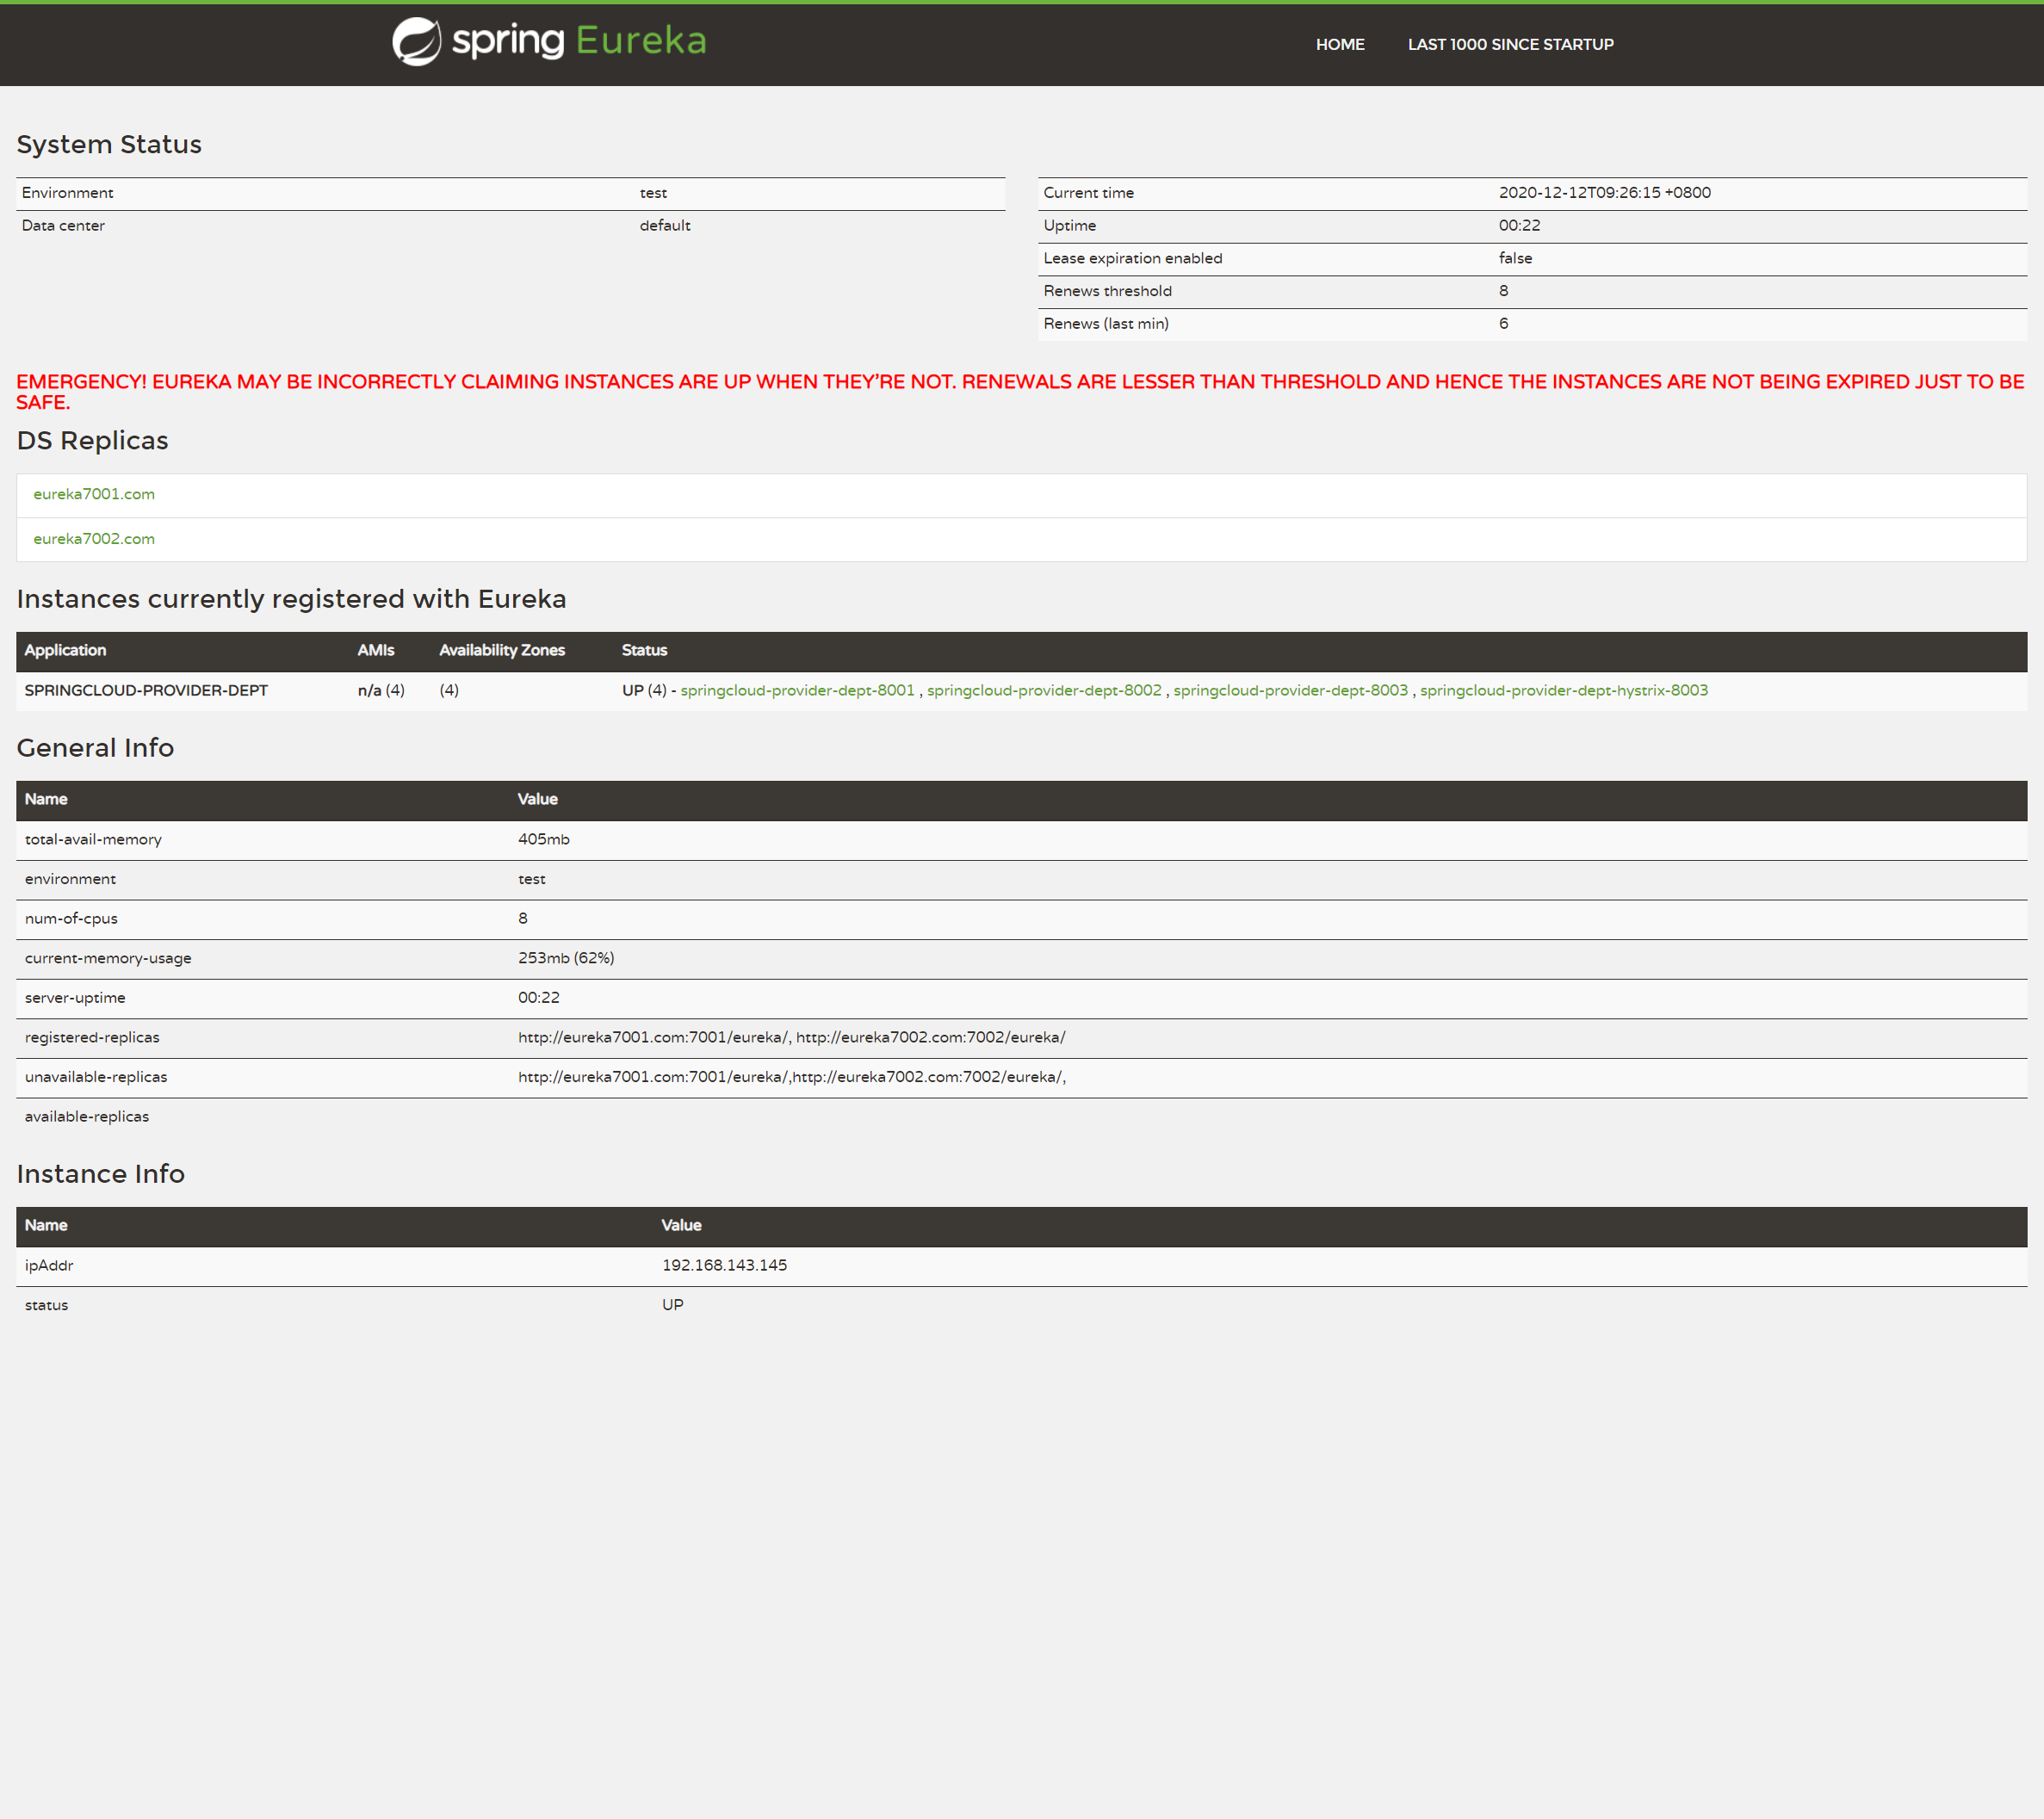 spring Eureka
HOME LAST 1000 SINCE STARTUP
System Status
Environment test
Data center default
Current time 2020-12-12T09:26:15 +0800
Uptime 00:22
Lease expiration enabled false
Renews threshold 8
Renews (last min) 6
EMERGENCY! EUREKA MAY BE INCORRECTLY CLAIMING INSTANCES ARE UP WHEN THEY'RE NOT. RENEWALS ARE LESSER THAN THRESHOLD AND HENCE THE INSTANCES ARE NOT BEING EXPIRED JUST TO BE
SAFE.
DS Replicas
eureka7001.com
eureka7002.com
Instances currently registered with Eureka
Application AMIs Availability Zones Status
SPRINGCLOUD-PROVIDER-DEPT n/a (4) (4) UP (4) - springcloud-provider-dept-8001 , springcloud-provider-dept-8002 , springcloud-provider-dept-8003 , springcloud-provider-dept-hystrix-8003
General Info
Name Value
total-avail-memory 405mb
environment test
num-of-cpus 8
current-memory-usage 253mb (62%)
server-uptime 00:22
registered-replicas http://eureka7001.com:7001/eureka/, http://eureka7002.com:7002/eureka/
unavailable-replicas http://eureka7001.com:7001/eureka/,http://eureka7002.com:7002/eureka/,
available-replicas
Instance Info
Name Value
ipAddr 192.168.143.145
status UP